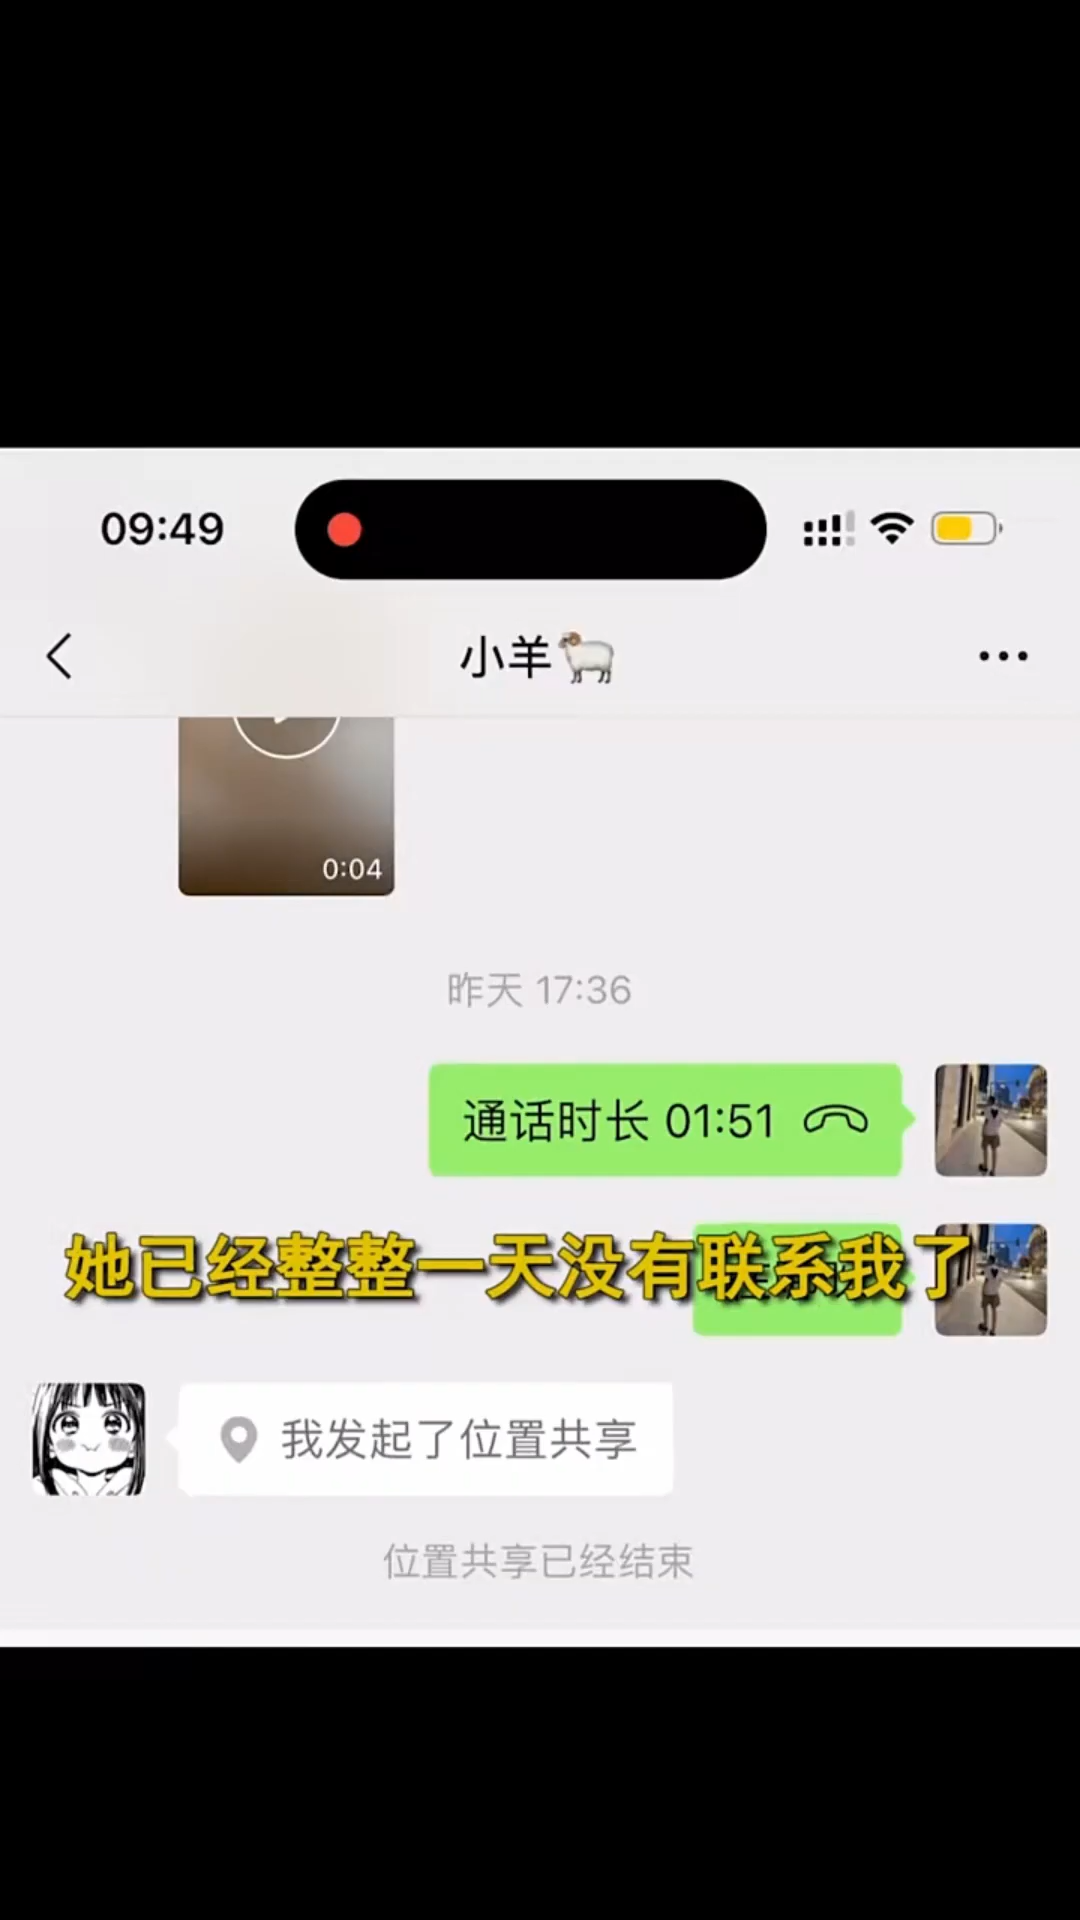 09:49
小羊
0:04
昨天 17:36
通话时长 01:51
她已经整整一天没有联系我了
我发起了位置共享
位置共享已经结束